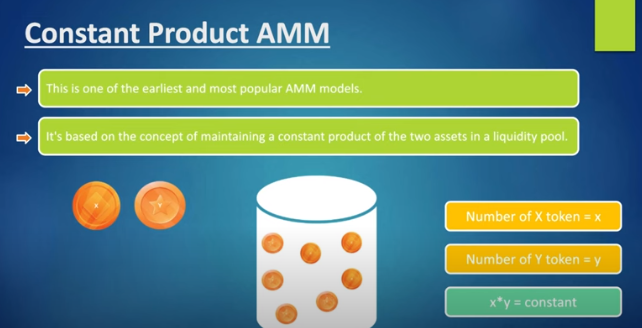 Constant Product AMM
This is one of the earliest and most popular AMM models.
It's based on the concept of maintaining a constant product of the two assets in a liquidity pool.
x
Number of X token = x
Number of Y token = y
x*y = constant